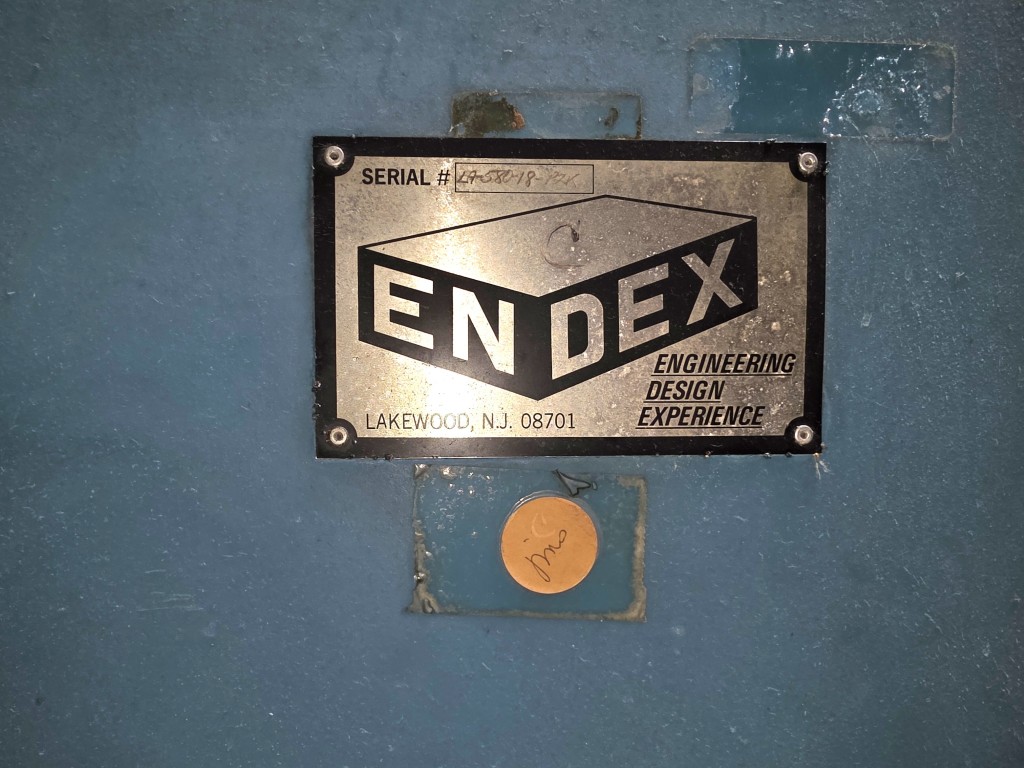 SERIAL #
ENDEX
ENGINEERING
DESIGN
EXPERIENCE
LAKEWOOD, N.J. 08701